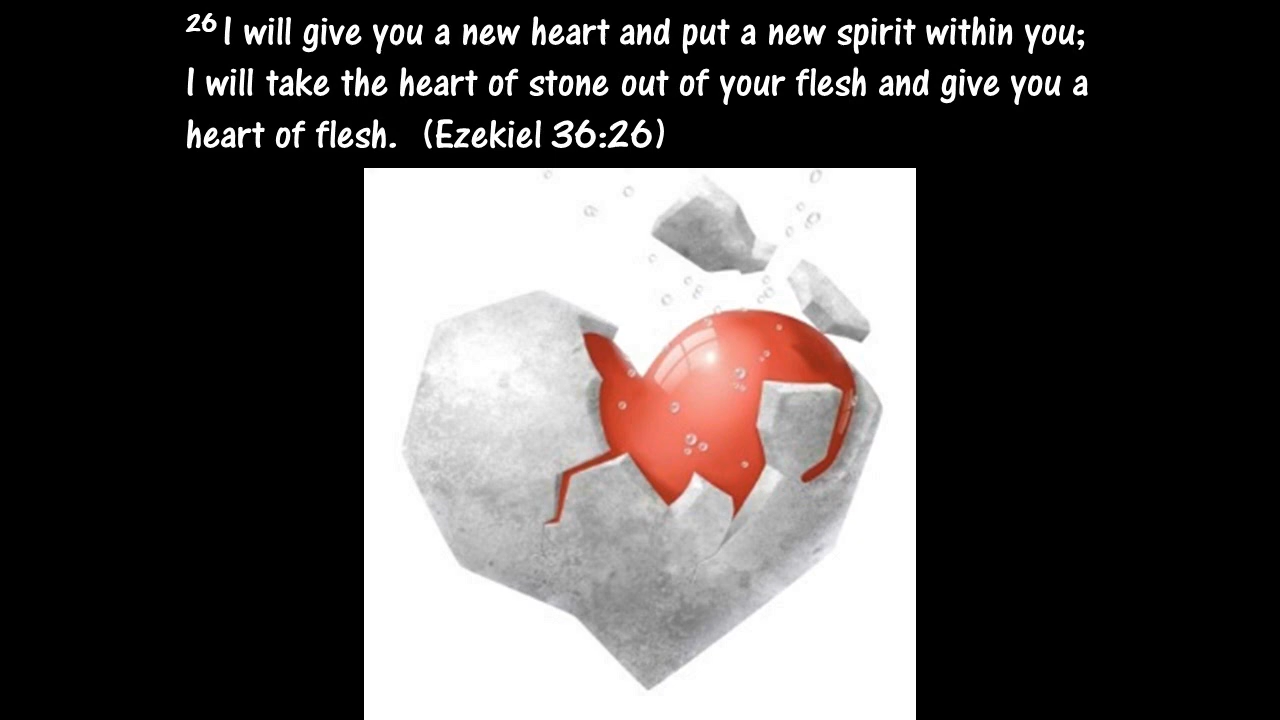 26 I will give you a new heart and put a new spirit within you;
I will take the heart of stone out of your flesh and give you a
heart of flesh. (Ezekiel 36:26)